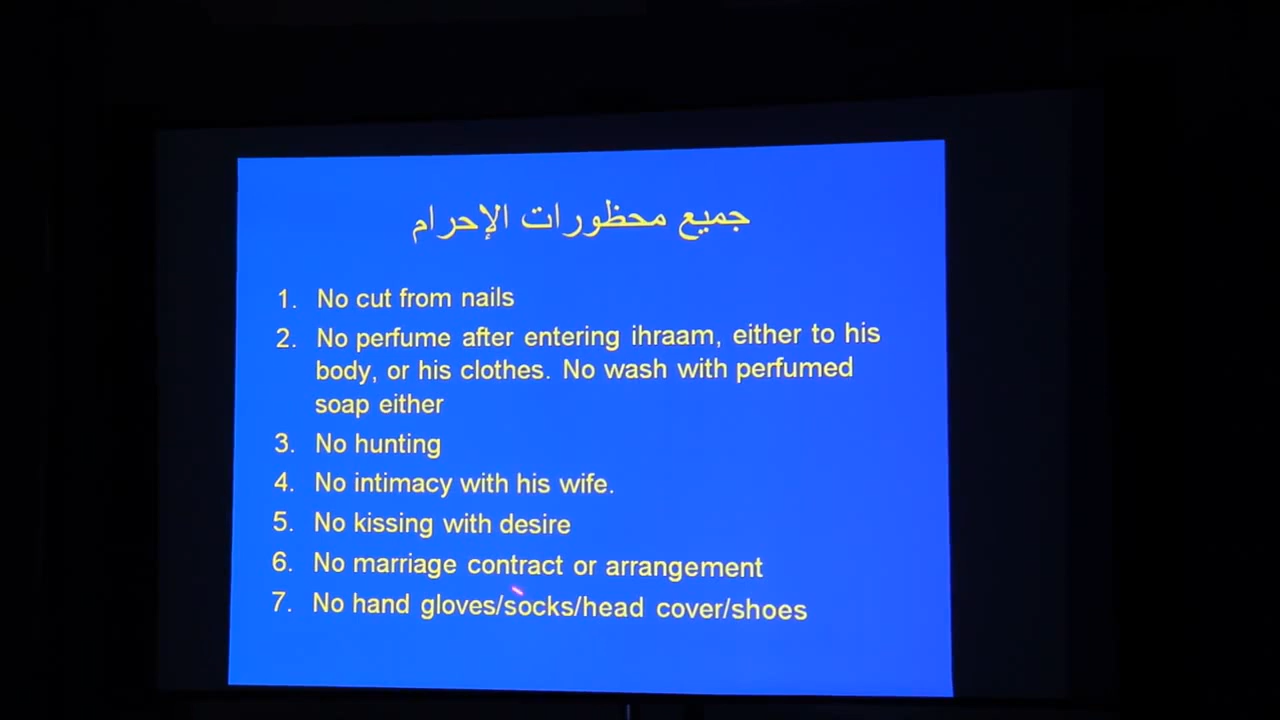 جميع محظورات الإحرام
1. No cut from nails
2. No perfume after entering ihraam, either to his
body, or his clothes. No wash with perfumed
soap either
3. No hunting
4. No intimacy with his wife.
5. No kissing with desire
6. No marriage contract or arrangement
7. No hand gloves/socks/head cover/shoes